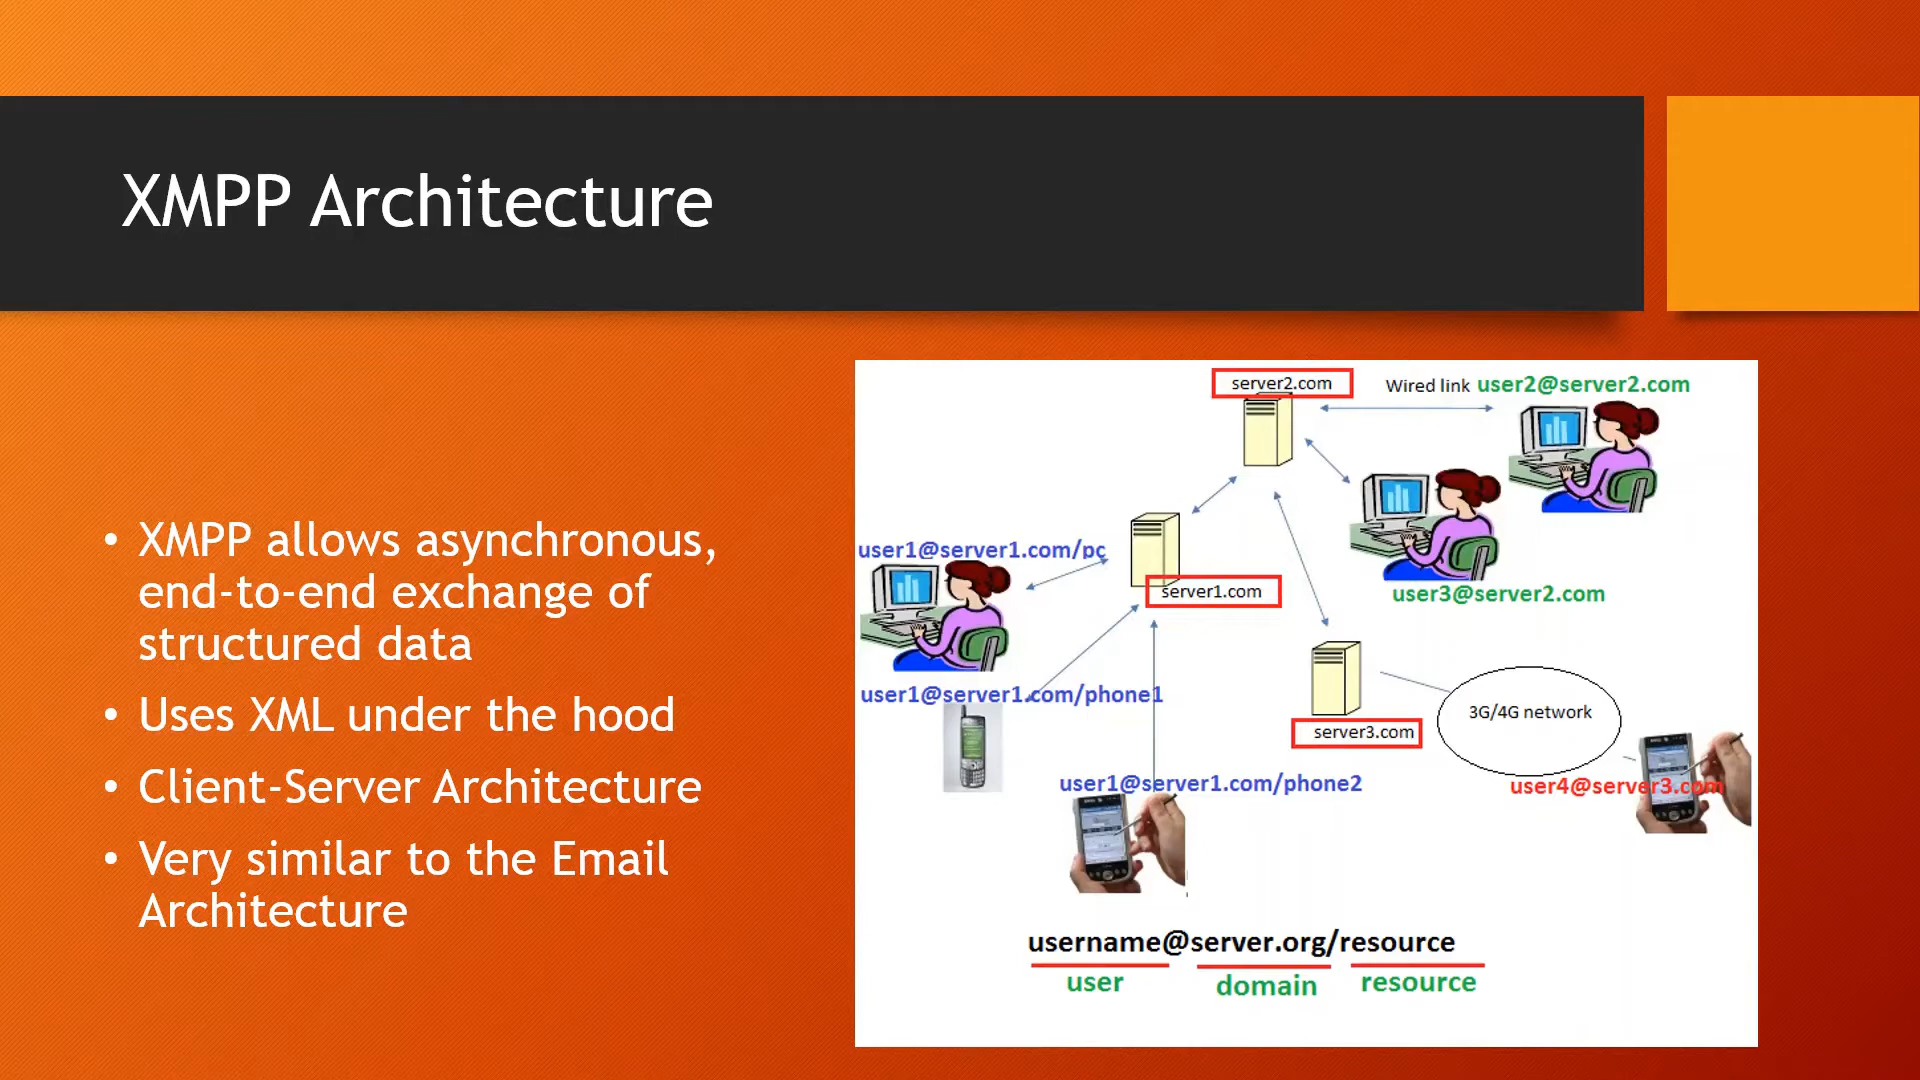 XMPP Architecture
• XMPP allows asynchronous,
end-to-end exchange of
structured data
• Uses XML under the hood
• Client-Server Architecture
• Very similar to the Email
Architecture
server2.com
Wired link user2@server2.com
user1@server1.com/pc
server1.com
user3@server2.com
user1@server1.com/phone1
3G/4G network
server3.com
user1@server1.com/phone2
user4@server3.com
username@server.org/resource
user domain resource